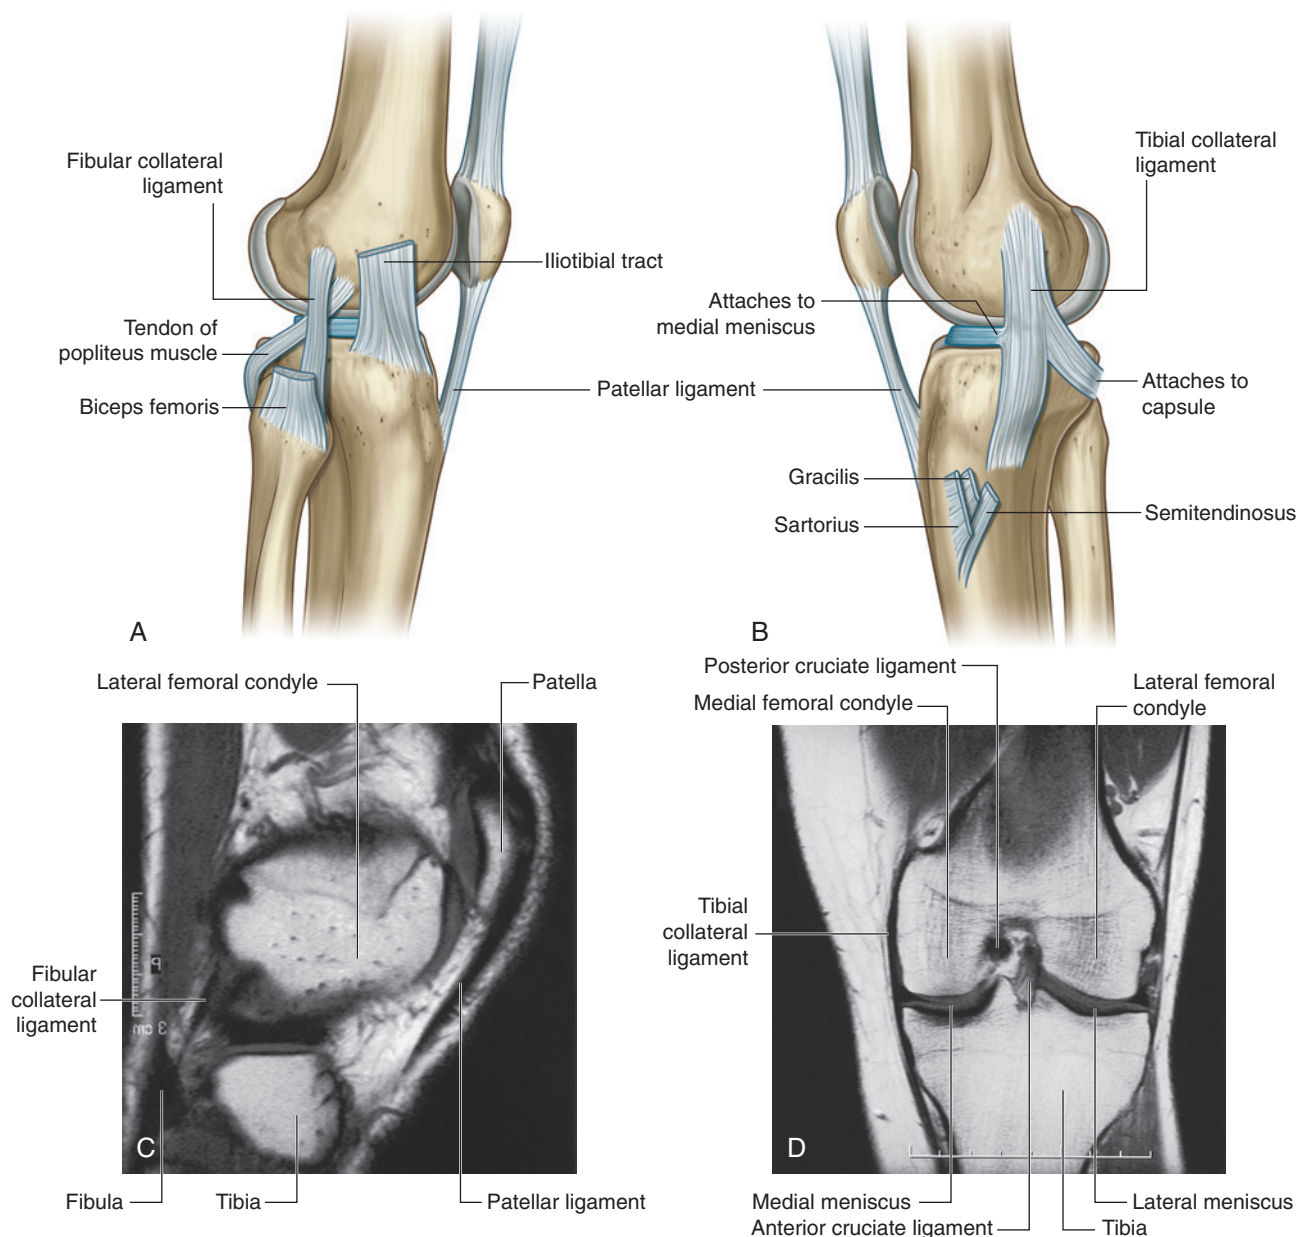 Fibular collateral
ligament
Tendon of
popliteus muscle
Biceps femoris
Iliotibial tract
Patellar ligament
A
Tibial collateral
ligament
Attaches to
medial meniscus
Attaches to
capsule
Gracilis
Sartorius
Semitendinosus
B
Lateral femoral condyle
Patella
Fibular
collateral
ligament
P
3 cm
C
Fibula
Tibia
Patellar ligament
Posterior cruciate ligament
Medial femoral condyle
Lateral femoral
condyle
Tibial
collateral
ligament
D
Medial meniscus
Anterior cruciate ligament
Lateral meniscus
Tibia